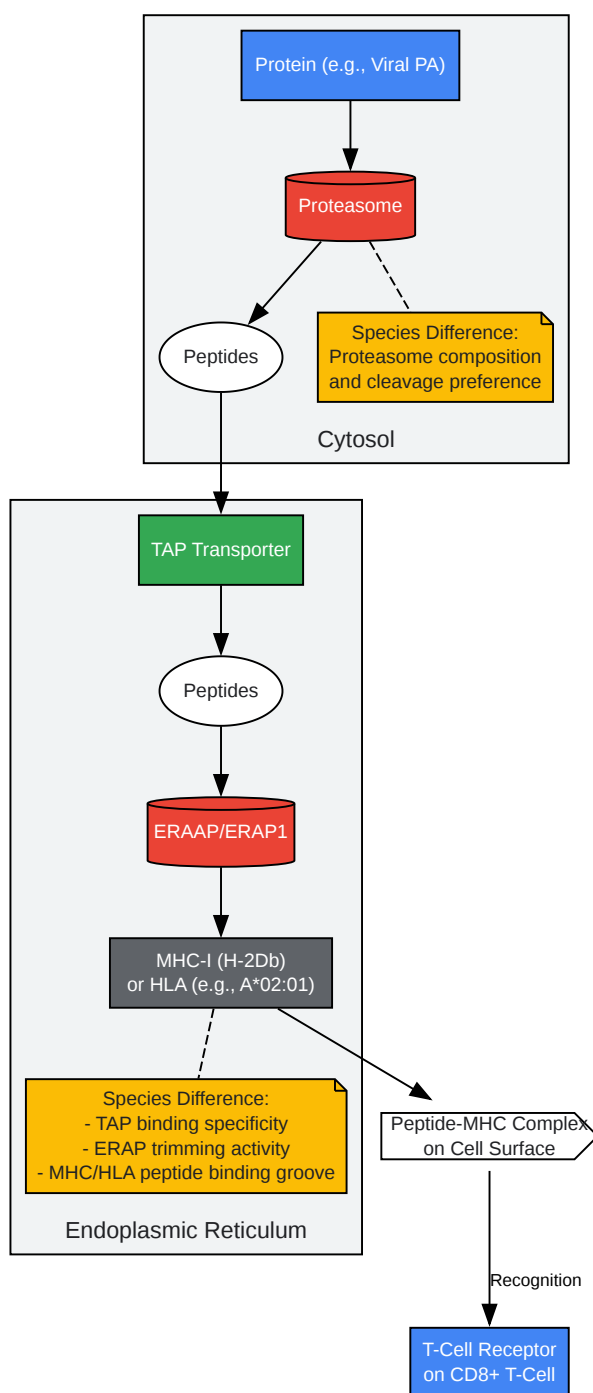 Protein (e.g., Viral PA)
Proteasome
Peptides
Species Difference:
Proteasome composition
and cleavage preference
Cytosol
TAP Transporter
Peptides
ERAAP/ERAP1
MHC-I (H-2Db)
or HLA (e.g., A*02:01)
Species Difference:
- TAP binding specificity
- ERAP trimming activity
- MHC/HLA peptide binding groove
Endoplasmic Reticulum
Peptide-MHC Complex
on Cell Surface
Recognition
T-Cell Receptor
on CD8+ T-Cell